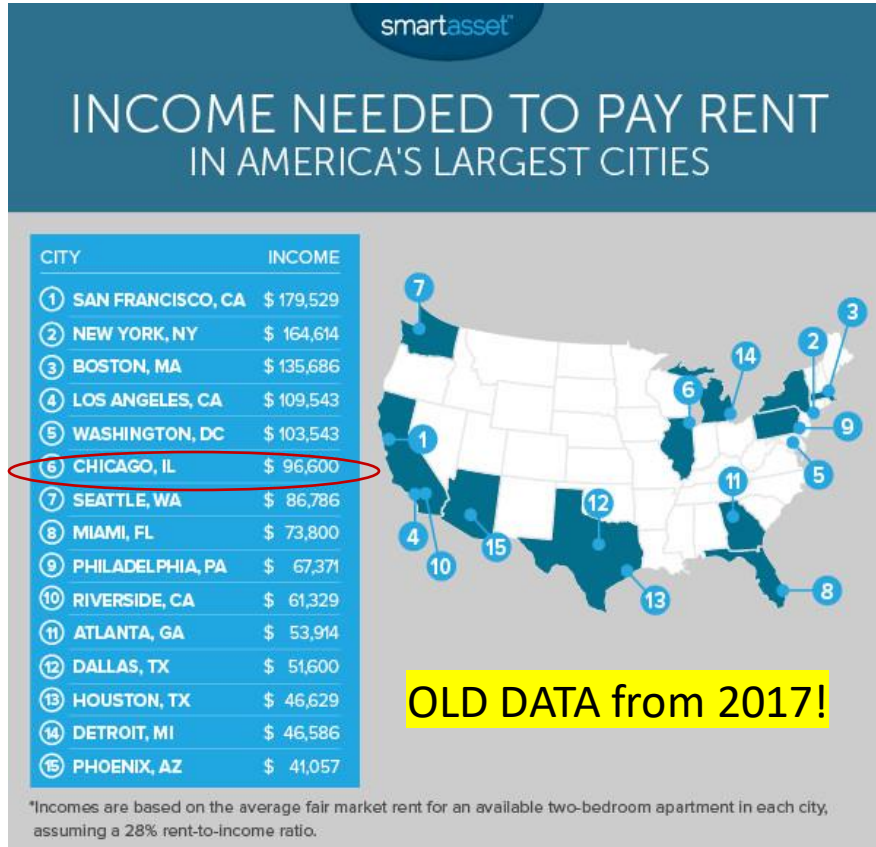 smartasset™
INCOME NEEDED TO PAY RENT
IN AMERICA'S LARGEST CITIES
CITY INCOME
1 SAN FRANCISCO, CA $ 179,529
2 NEW YORK, NY $ 164,614
3 BOSTON, MA $ 135,686
4 LOS ANGELES, CA $ 109,543
5 WASHINGTON, DC $ 103,543
6 CHICAGO, IL $ 96,600
7 SEATTLE, WA $ 86,786
8 MIAMI, FL $ 73,800
9 PHILADELPHIA, PA $ 67,371
10 RIVERSIDE, CA $ 61,329
11 ATLANTA, GA $ 53,914
12 DALLAS, TX $ 51,600
13 HOUSTON, TX $ 46,629
14 DETROIT, MI $ 46,586
15 PHOENIX, AZ $ 41,057
7
3
2
14
6
9
1
5
11
12
4
15
10
8
13
OLD DATA from 2017!
*Incomes are based on the average fair market rent for an available two-bedroom apartment in each city,
assuming a 28% rent-to-income ratio.